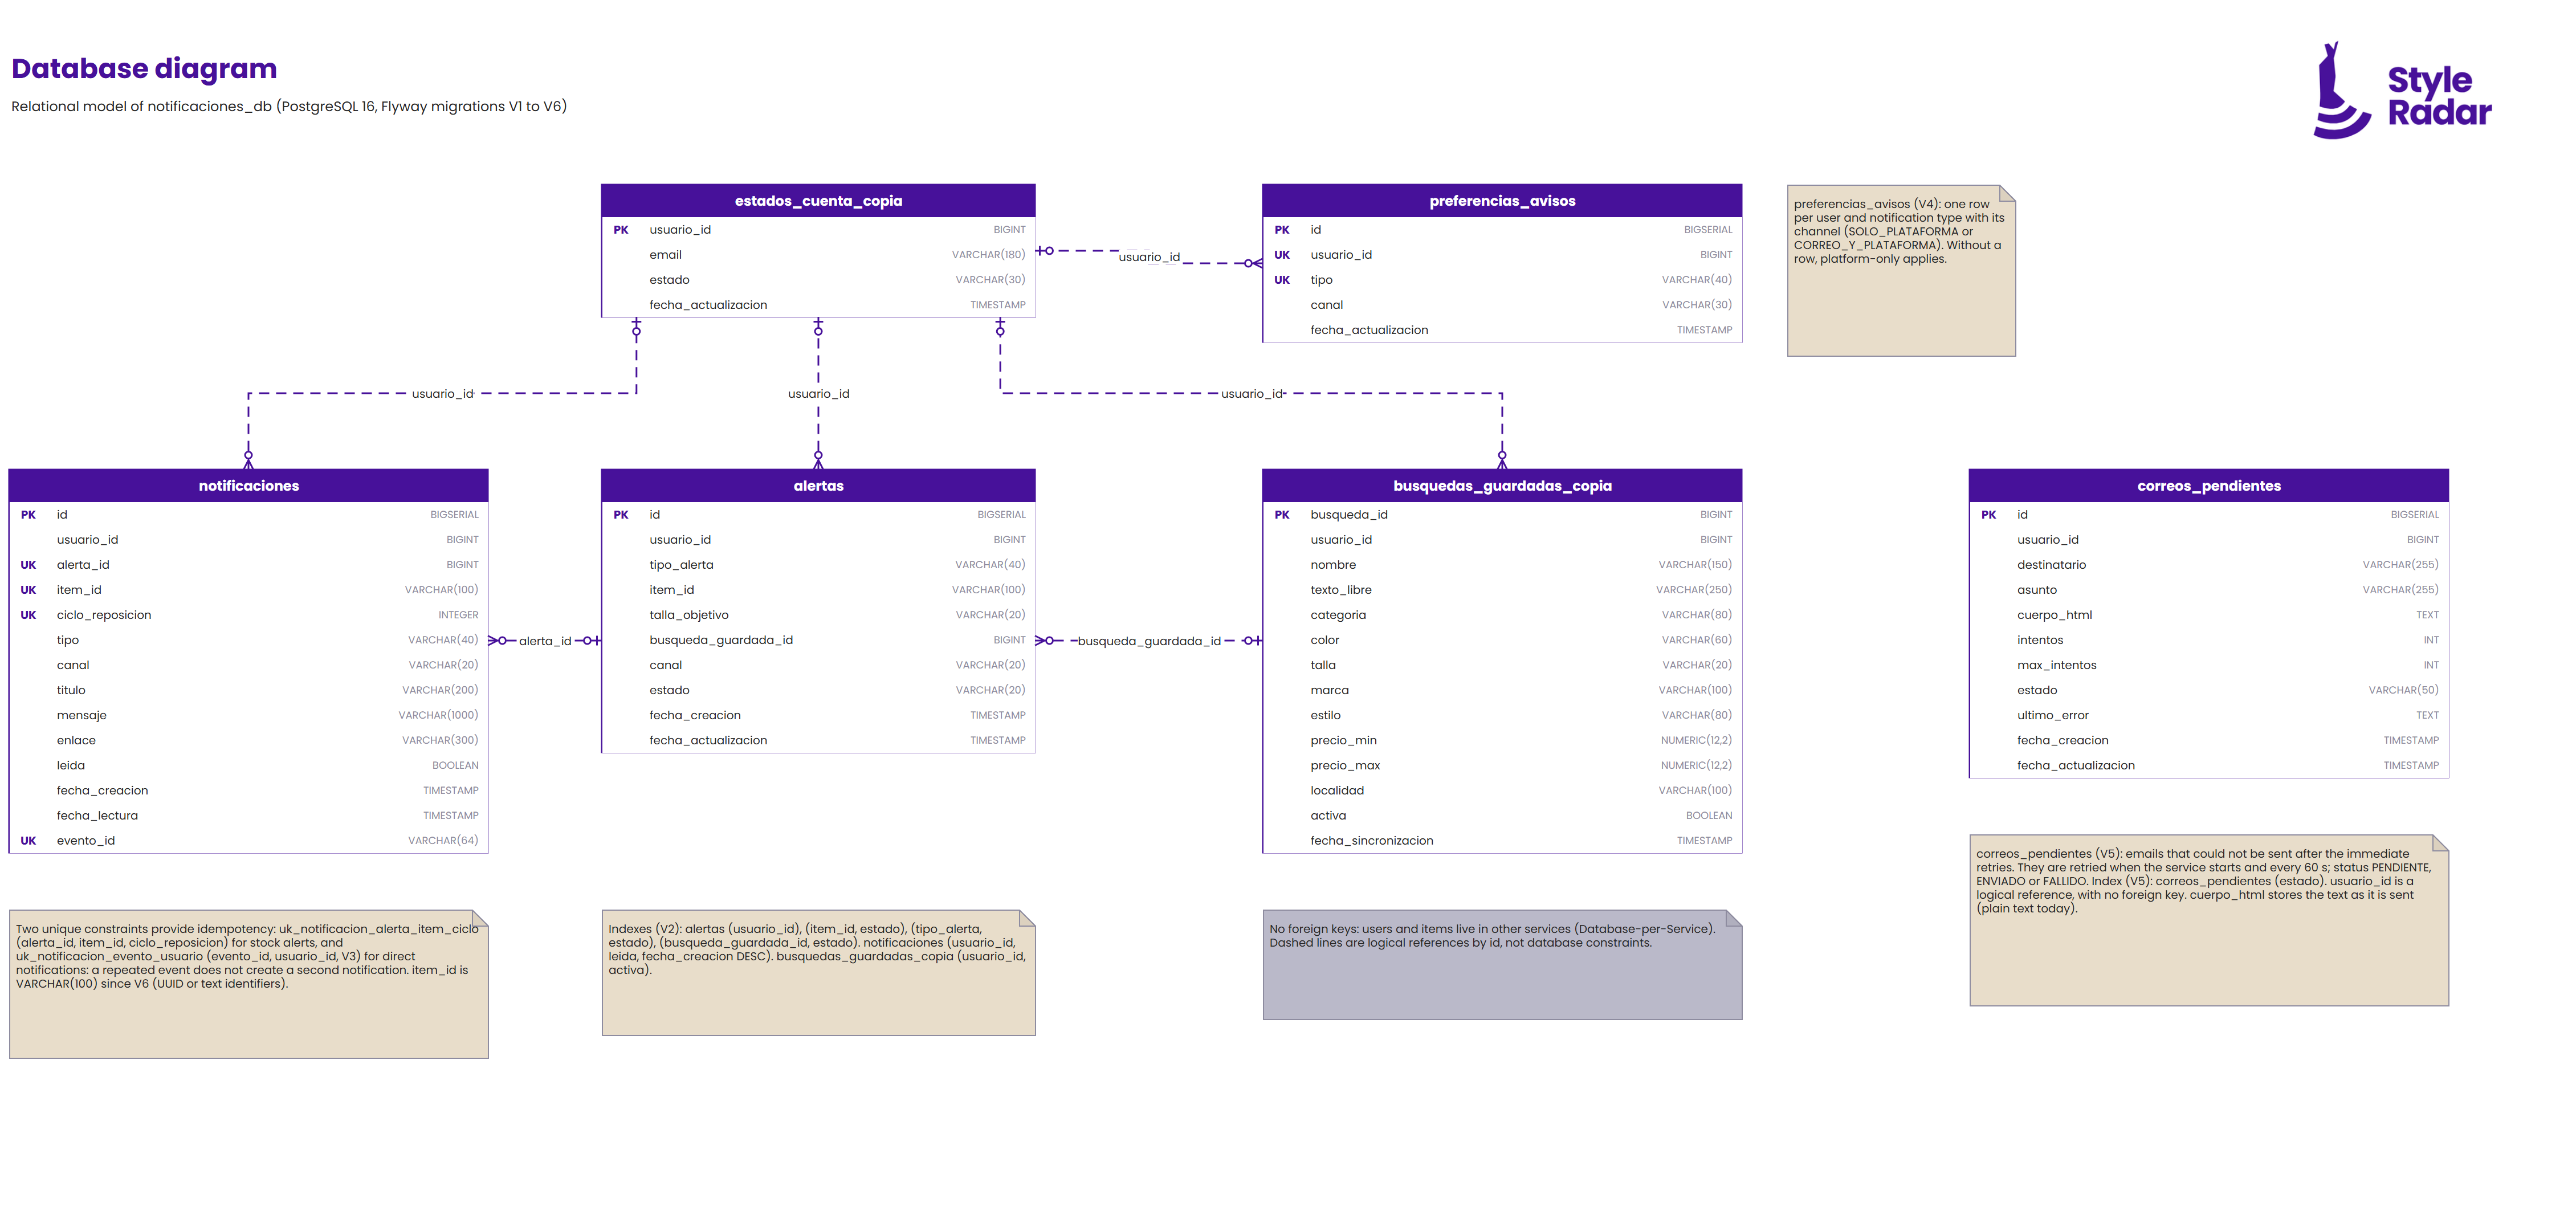 Database diagram
Relational model of notificaciones_db (PostgreSQL 16, Flyway migrations V1 to V6)
Style
Radar
estados_cuenta_copia
PK usuario_id BIGINT
email VARCHAR(180)
estado VARCHAR(30)
fecha_actualizacion TIMESTAMP
usuario_id
preferencias_avisos
PK id BIGSERIAL
UK usuario_id BIGINT
UK tipo VARCHAR(40)
canal VARCHAR(30)
fecha_actualizacion TIMESTAMP
preferencias_avisos (V4): one row
per user and notification type with its
channel (SOLO_PLATAFORMA or
CORREO_Y_PLATAFORMA). Without a
row, platform-only applies.
usuario_id
usuario_id
usuario_id
notificaciones
PK id BIGSERIAL
usuario_id BIGINT
UK alerta_id BIGINT
UK item_id VARCHAR(100)
UK ciclo_reposicion INTEGER
tipo VARCHAR(40)
canal VARCHAR(20)
titulo VARCHAR(200)
mensaje VARCHAR(1000)
enlace VARCHAR(300)
leida BOOLEAN
fecha_creacion TIMESTAMP
fecha_lectura TIMESTAMP
UK evento_id VARCHAR(64)
alerta_id
alertas
PK id BIGSERIAL
usuario_id BIGINT
tipo_alerta VARCHAR(40)
item_id VARCHAR(100)
talla_objetivo VARCHAR(20)
busqueda_guardada_id BIGINT
canal VARCHAR(20)
estado VARCHAR(20)
fecha_creacion TIMESTAMP
fecha_actualizacion TIMESTAMP
busqueda_guardada_id
busquedas_guardadas_copia
PK busqueda_id BIGINT
usuario_id BIGINT
nombre VARCHAR(150)
texto_libre VARCHAR(250)
categoria VARCHAR(80)
color VARCHAR(60)
talla VARCHAR(20)
marca VARCHAR(100)
estilo VARCHAR(80)
precio_min NUMERIC(12,2)
precio_max NUMERIC(12,2)
localidad VARCHAR(100)
activa BOOLEAN
fecha_sincronizacion TIMESTAMP
correos_pendientes
PK id BIGSERIAL
usuario_id BIGINT
destinatario VARCHAR(255)
asunto VARCHAR(255)
cuerpo_html TEXT
intentos INT
max_intentos INT
estado VARCHAR(50)
ultimo_error TEXT
fecha_creacion TIMESTAMP
fecha_actualizacion TIMESTAMP
Two unique constraints provide idempotency: uk_notificacion_alerta_item_ciclo
(alerta_id, item_id, ciclo_reposicion) for stock alerts, and
uk_notificacion_evento_usuario (evento_id, usuario_id, V3) for direct
notifications: a repeated event does not create a second notification. item_id is
VARCHAR(100) since V6 (UUID or text identifiers).
Indexes (V2): alertas (usuario_id), (item_id, estado), (tipo_alerta,
estado), (busqueda_guardada_id, estado). notificaciones (usuario_id,
leida, fecha_creacion DESC). busquedas_guardadas_copia (usuario_id,
activa).
No foreign keys: users and items live in other services (Database-per-Service).
Dashed lines are logical references by id, not database constraints.
correos_pendientes (V5): emails that could not be sent after the immediate
retries. They are retried when the service starts and every 60 s; status PENDIENTE,
ENVIADO or FALLIDO. Index (V5): correos_pendientes (estado). usuario_id is a
logical reference, with no foreign key. cuerpo_html stores the text as it is sent
(plain text today).